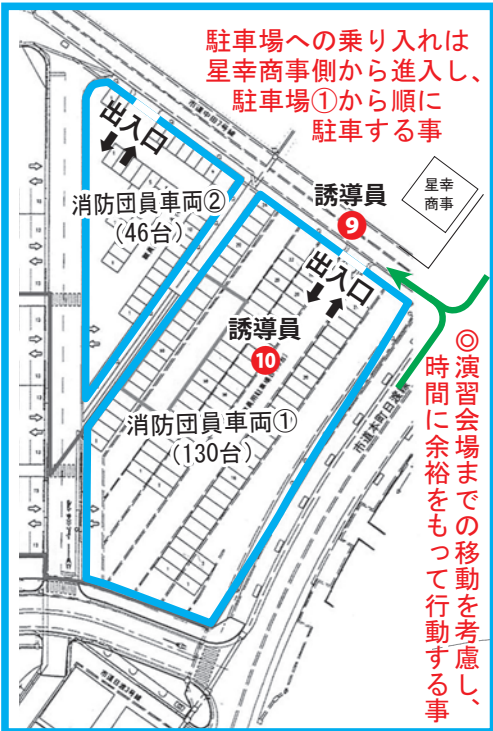 駐車場への乗り入れは
星幸商事側から進入し、
駐車場①から順に
駐車する事
出入口
消防団員車両②
(46台)
誘導員
9
星幸
商事
出入口
誘導員
10
消防団員車両①
(130台)
◎演習会場までの移動を考慮し、
時間に余裕をもって行動する事